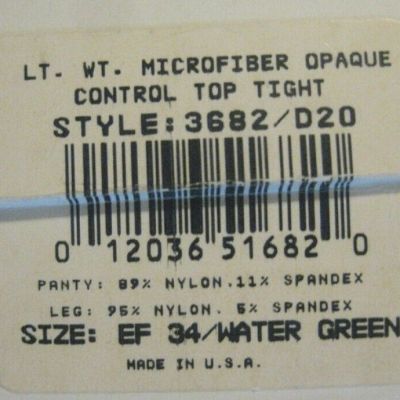 LT. WT. MICROFIBER OPAQUE
CONTROL TOP TIGHT
STYLE: 3682/D20
0 12036 51682 0
PANTY: 89% NYLON.11% SPANDEX
LEG: 95% NYLON. 5% SPANDEX
SIZE: EF 34/WATER GREEN
MADE IN U.S.A.